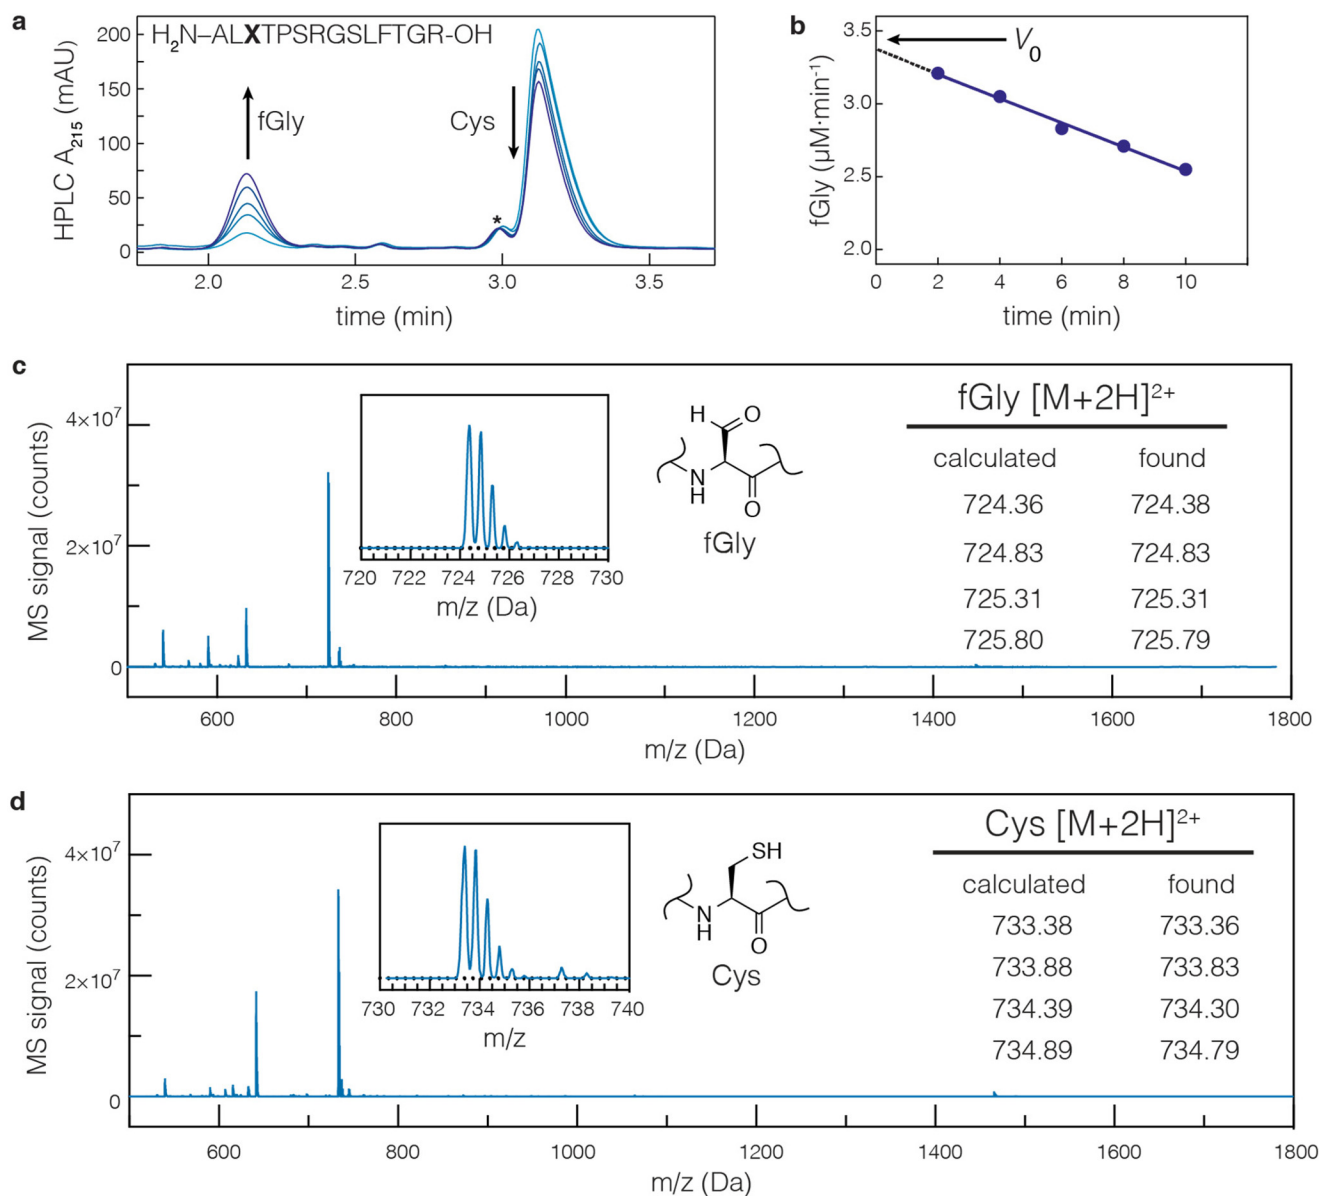 a
H₂N–ALXTPSRGSLFTGR-OH
HPLC A₂₁₅ (mAU)
200
150
100
50
0
fGly
Cys
*
2.0 2.5 3.0 3.5
time (min)
b
fGly (µM·min⁻¹)
3.5
3.0
2.5
2.0
V₀
0 2 4 6 8 10
time (min)
c
MS signal (counts)
4×10⁷
2×10⁷
0
720 722 724 726 728 730
m/z (Da)
H O
N
H
O
fGly
fGly [M+2H]²⁺
calculated found
724.36 724.38
724.83 724.83
725.31 725.31
725.80 725.79
600 800 1000 1200 1400 1600 1800
m/z (Da)
d
MS signal (counts)
4×10⁷
2×10⁷
0
730 732 734 736 738 740
m/z
SH
N
H
O
Cys
Cys [M+2H]²⁺
calculated found
733.38 733.36
733.88 733.83
734.39 734.30
734.89 734.79
600 800 1000 1200 1400 1600 1800
m/z (Da)